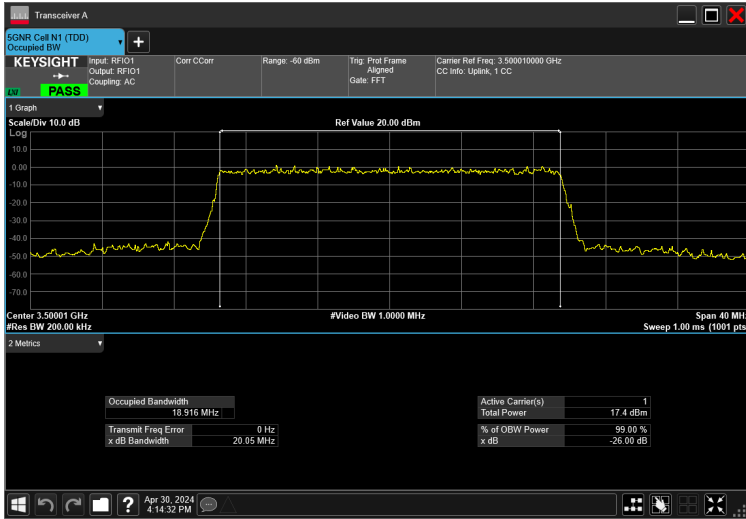 Transceiver A
5GNR Cell N1 (TDD)
Occupied BW
KEYSIGHT
LXI
PASS
Input: RFIO1
Output: RFIO1
Coupling: AC
Corr CCorr
Range: -60 dBm
Trig: Prot Frame
Aligned
Gate: FFT
Carrier Ref Freq: 3.500010000 GHz
CC Info: Uplink, 1 CC
1 Graph
Scale/Div 10.0 dB
Ref Value 20.00 dBm
Log
10.0
0.00
-10.0
-20.0
-30.0
-40.0
-50.0
-60.0
-70.0
Center 3.50001 GHz
#Video BW 1.0000 MHz
Span 40 MHz
#Res BW 200.00 kHz
Sweep 1.00 ms (1001 pts
2 Metrics
Occupied Bandwidth
18.916 MHz
Transmit Freq Error 0 Hz
x dB Bandwidth 20.05 MHz
Active Carrier(s) 1
Total Power 17.4 dBm
% of OBW Power 99.00 %
x dB -26.00 dB
?
Apr 30, 2024
4:14:32 PM